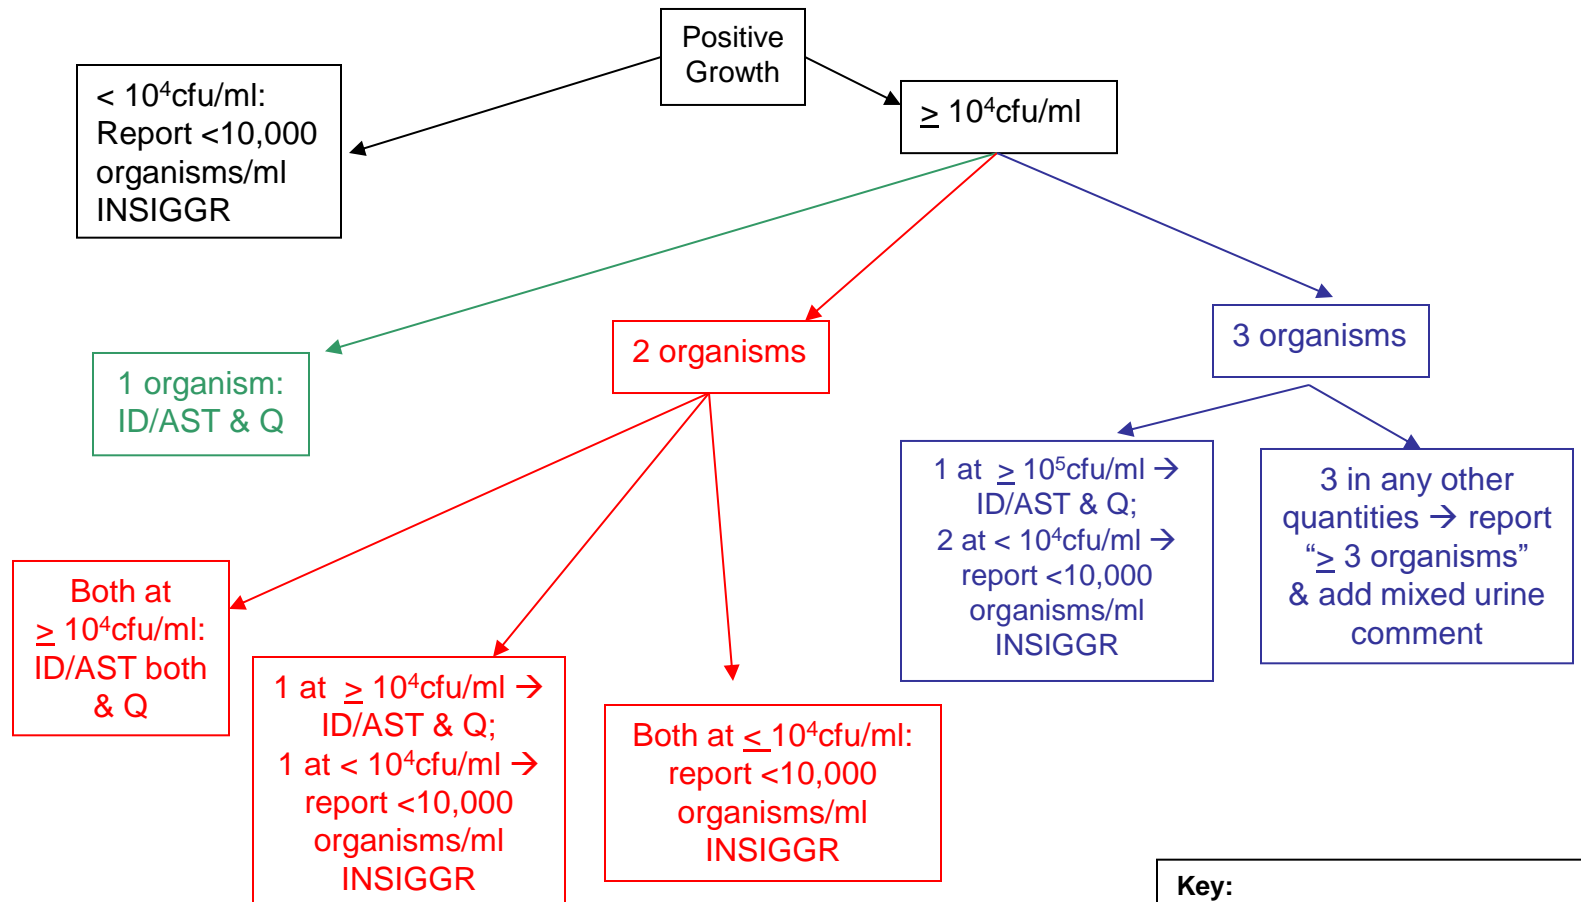 Positive
Growth
< 10⁴cfu/ml:
Report <10,000
organisms/ml
INSIGGR
≥ 10⁴cfu/ml
1 organism:
ID/AST & Q
2 organisms
3 organisms
Both at
≥ 10⁴cfu/ml:
ID/AST both
& Q
1 at ≥ 10⁴cfu/ml →
ID/AST & Q;
1 at < 10⁴cfu/ml →
report <10,000
organisms/ml
INSIGGR
Both at ≤ 10⁴cfu/ml:
report <10,000
organisms/ml
INSIGGR
1 at ≥ 10⁵cfu/ml →
ID/AST & Q;
2 at < 10⁴cfu/ml →
report <10,000
organisms/ml
INSIGGR
3 in any other
quantities → report
“≥ 3 organisms”
& add mixed urine
comment
Key: